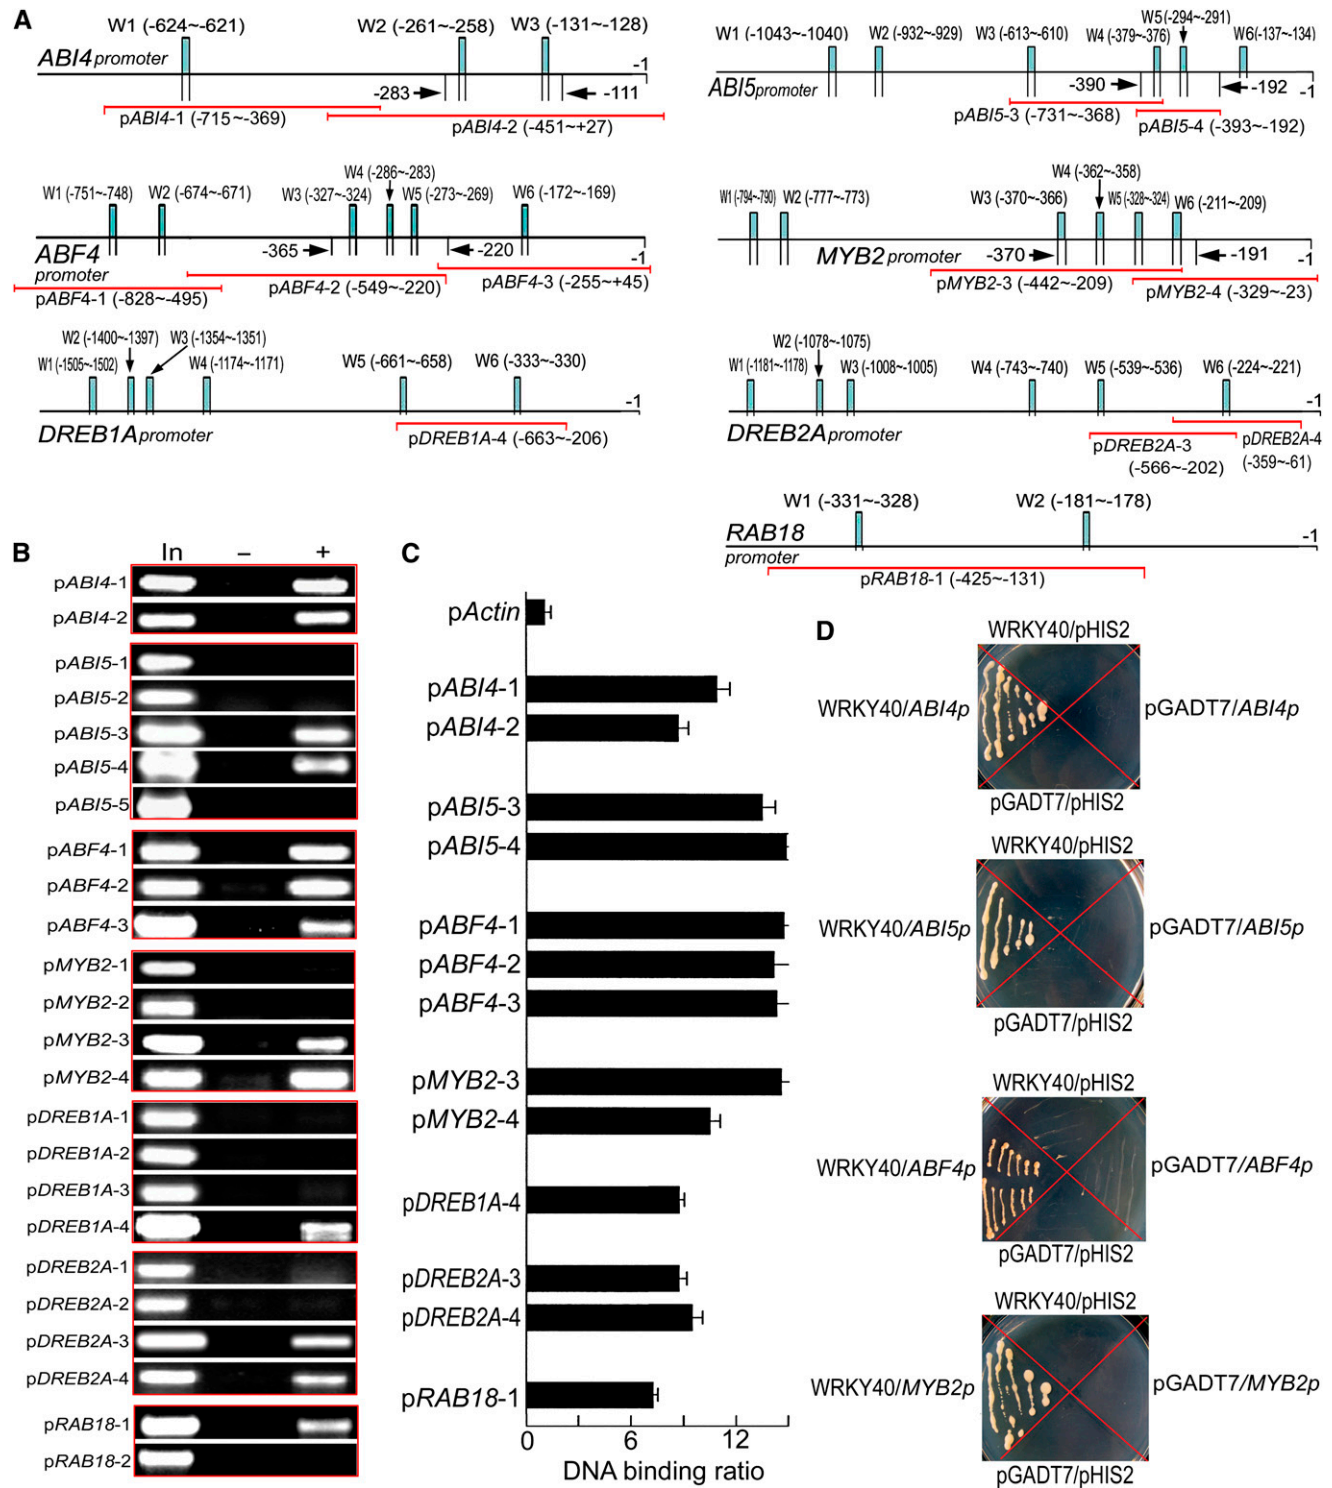 A
W1 (-624~-621)
W2 (-261~-258)
W3 (-131~-128)
ABI4 promoter
-1
-283
-111
pABI4-1 (-715~-369)
pABI4-2 (-451~+27)
W1 (-1043~-1040)
W2 (-932~-929)
W3 (-613~-610)
W4 (-379~-376)
W5 (-294~-291)
W6(-137~-134)
ABI5 promoter
-390
-192
-1
pABI5-3 (-731~-368)
pABI5-4 (-393~-192)
W1 (-751~-748)
W2 (-674~-671)
W3 (-327~-324)
W4 (-286~-283)
W5 (-273~-269)
W6 (-172~-169)
ABF4
promoter
-365
-220
-1
pABF4-1 (-828~-495)
pABF4-2 (-549~-220)
pABF4-3 (-255~+45)
W1 (-794~-790)
W2 (-777~-773)
W3 (-370~-366)
W4 (-362~-358)
W5 (-328~-324)
W6 (-211~-209)
MYB2 promoter
-370
-191
-1
pMYB2-3 (-442~-209)
pMYB2-4 (-329~-23)
W1 (-1505~-1502)
W2 (-1400~-1397)
W3 (-1354~-1351)
W4 (-1174~-1171)
W5 (-661~-658)
W6 (-333~-330)
-1
DREB1A promoter
pDREB1A-4 (-663~-206)
W1 (-1181~-1178)
W2 (-1078~-1075)
W3 (-1008~-1005)
W4 (-743~-740)
W5 (-539~-536)
W6 (-224~-221)
-1
DREB2A promoter
pDREB2A-3
(-566~-202)
pDREB2A-4
(-359~-61)
W1 (-331~-328)
W2 (-181~-178)
RAB18
promoter
-1
pRAB18-1 (-425~-131)
B
In – +
pABI4-1
pABI4-2
pABI5-1
pABI5-2
pABI5-3
pABI5-4
pABI5-5
pABF4-1
pABF4-2
pABF4-3
pMYB2-1
pMYB2-2
pMYB2-3
pMYB2-4
pDREB1A-1
pDREB1A-2
pDREB1A-3
pDREB1A-4
pDREB2A-1
pDREB2A-2
pDREB2A-3
pDREB2A-4
pRAB18-1
pRAB18-2
C
pActin
pABI4-1
pABI4-2
pABI5-3
pABI5-4
pABF4-1
pABF4-2
pABF4-3
pMYB2-3
pMYB2-4
pDREB1A-4
pDREB2A-3
pDREB2A-4
pRAB18-1
0 6 12
DNA binding ratio
D
WRKY40/pHIS2
WRKY40/ABI4p
pGADT7/ABI4p
pGADT7/pHIS2
WRKY40/pHIS2
WRKY40/ABI5p
pGADT7/ABI5p
pGADT7/pHIS2
WRKY40/pHIS2
WRKY40/ABF4p
pGADT7/ABF4p
pGADT7/pHIS2
WRKY40/pHIS2
WRKY40/MYB2p
pGADT7/MYB2p
pGADT7/pHIS2